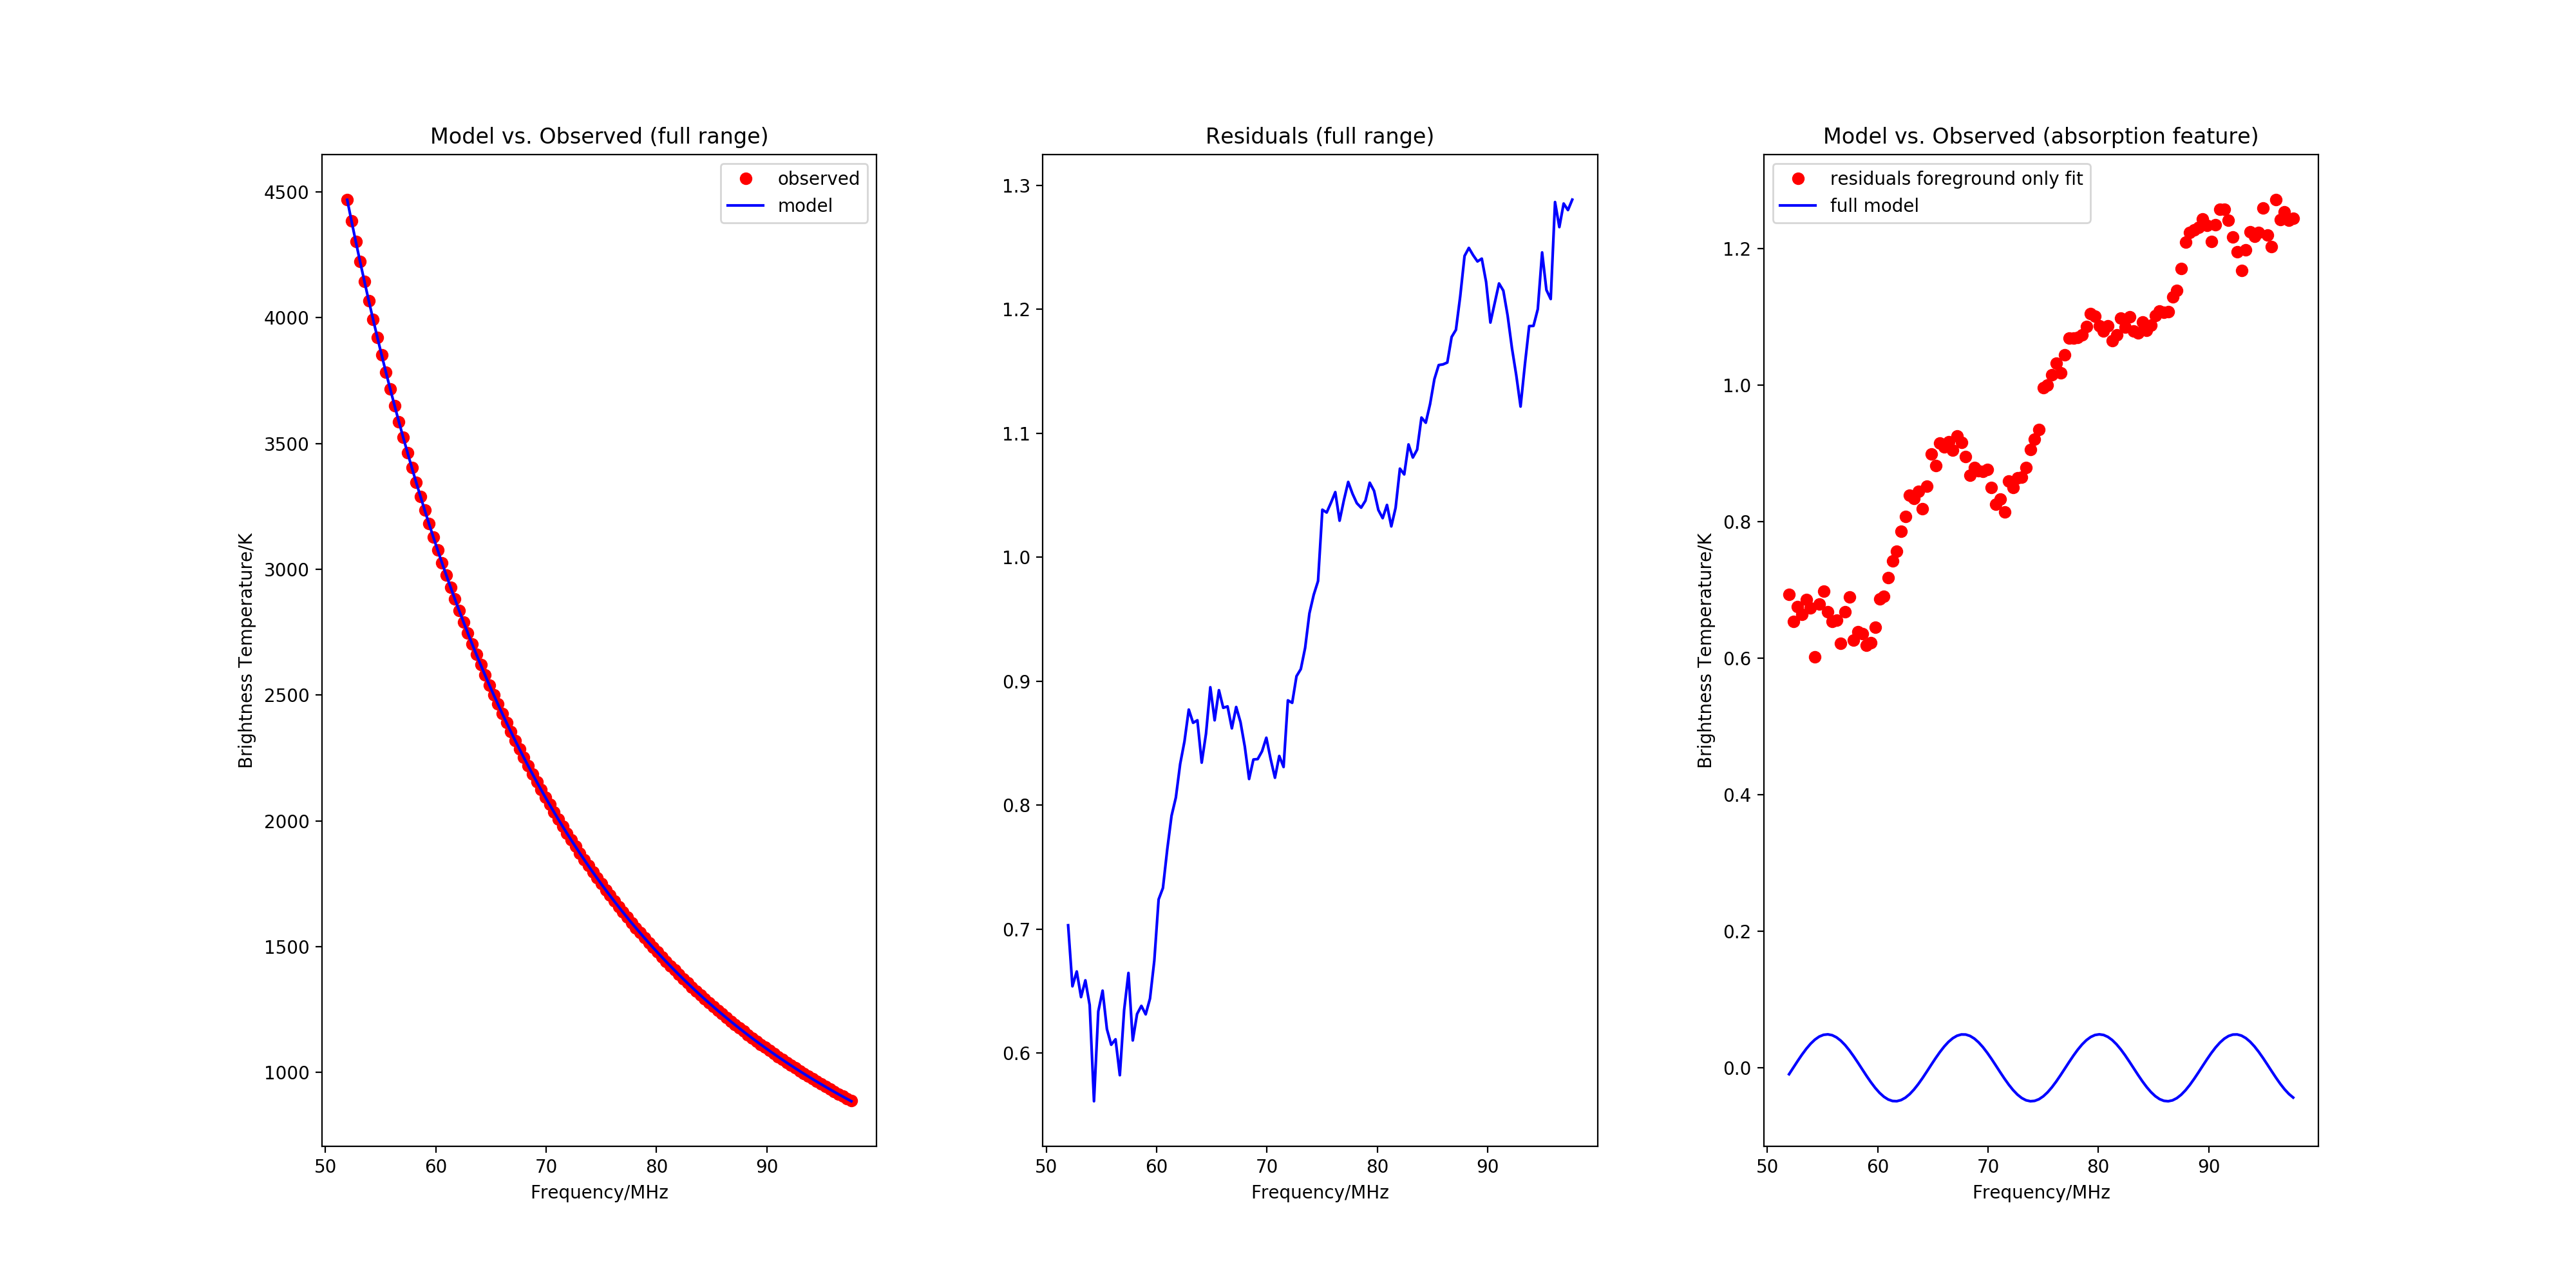 Model vs. Observed (full range)
4500
4000
3500
3000
2500
2000
1500
1000
Brightness Temperature/K
observed
model
50 60 70 80 90
Frequency/MHz
Residuals (full range)
1.3
1.2
1.1
1.0
0.9
0.8
0.7
0.6
50 60 70 80 90
Frequency/MHz
Model vs. Observed (absorption feature)
residuals foreground only fit
full model
1.2
1.0
0.8
0.6
0.4
0.2
0.0
Brightness Temperature/K
50 60 70 80 90
Frequency/MHz